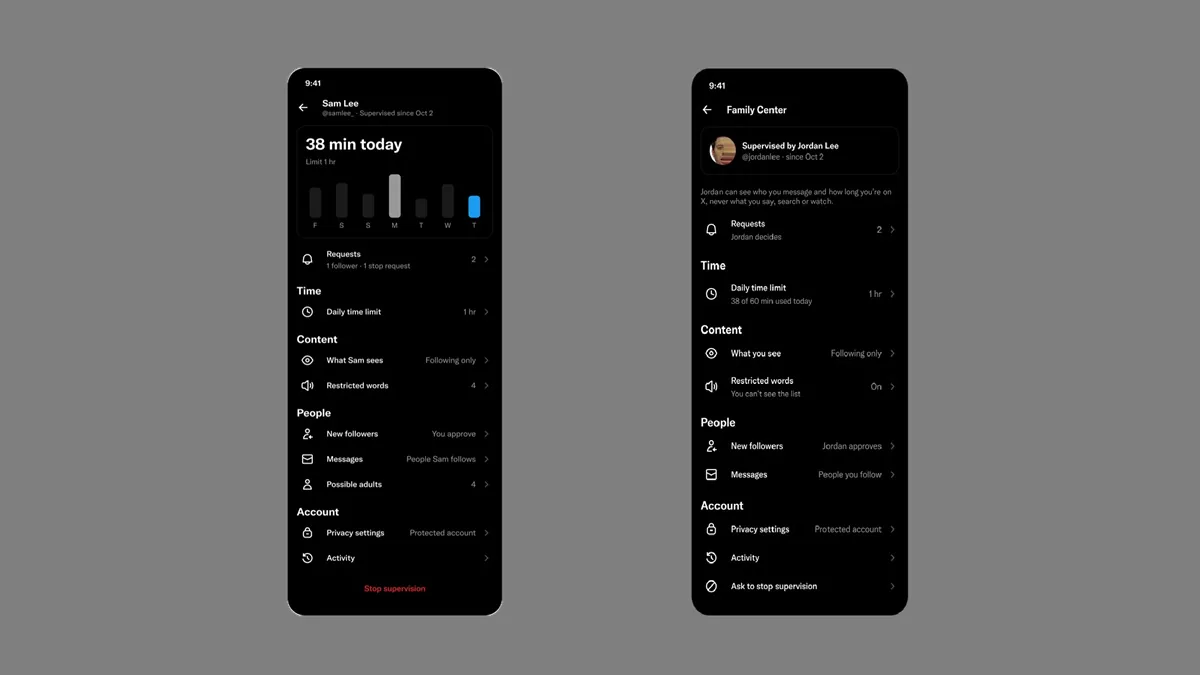 9:41
Sam Lee
@samlee_ · Supervised since Oct 2
38 min today
Limit 1 hr
F S S M T W T
Requests
1 follower · 1 stop request
2
Time
Daily time limit 1 hr
Content
What Sam sees Following only
Restricted words 4
People
New followers You approve
Messages People Sam follows
Possible adults 4
Account
Privacy settings Protected account
Activity
Stop supervision
9:41
Family Center
Supervised by Jordan Lee
@jordanlee · since Oct 2
Jordan can see who you message and how long you're on
X, never what you say, search or watch.
Requests
Jordan decides
2
Time
Daily time limit
38 of 60 min used today
1 hr
Content
What you see Following only
Restricted words
You can't see the list
On
People
New followers Jordan approves
Messages People you follow
Account
Privacy settings Protected account
Activity
Ask to stop supervision